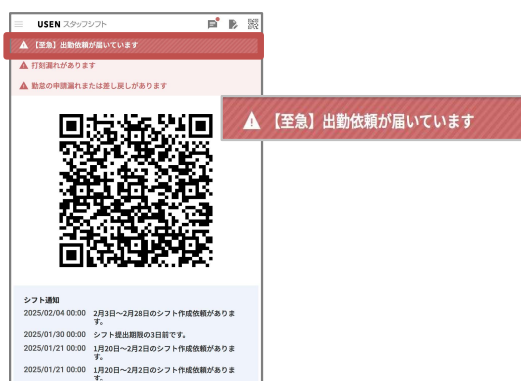 USEN スタッフシフト
【至急】出勤依頼が届いています
打刻漏れがあります
勤怠の申請漏れまたは差し戻しがあります
【至急】出勤依頼が届いています
シフト通知
2025/02/04 00:00 2月3日～2月28日のシフト作成依頼がありま
す。
2025/01/30 00:00 シフト提出期限の3日前です。
2025/01/21 00:00 1月20日～2月2日のシフト作成依頼がありま
す。
2025/01/21 00:00 1月20日～2月2日のシフト作成依頼がありま
す。